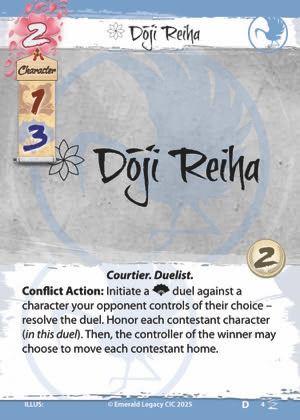 2
Dōji Reiha
Character
1
3
Dōji Reiha
2
Courtier. Duelist.
Conflict Action: Initiate a duel against a
character your opponent controls of their choice –
resolve the duel. Honor each contestant character
(in this duel). Then, the controller of the winner may
choose to move each contestant home.
ILLUS:
© Emerald Legacy CIC 2025
D
4